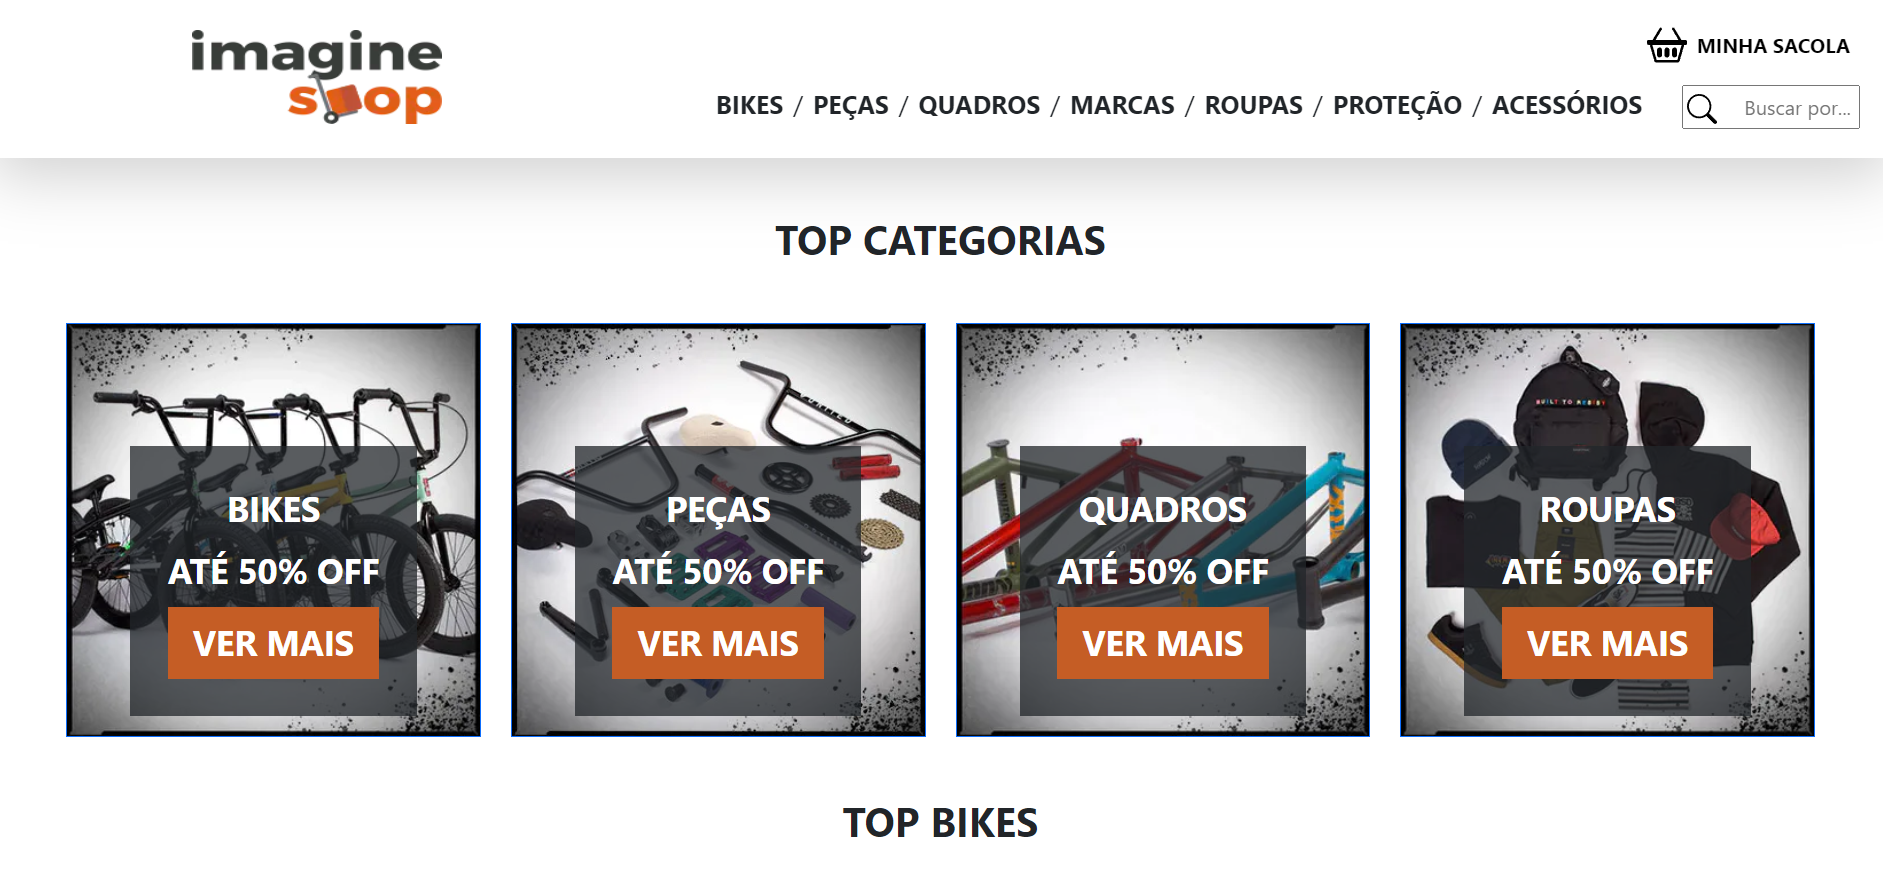 imagine
shop
MINHA SACOLA
BIKES / PEÇAS / QUADROS / MARCAS / ROUPAS / PROTEÇÃO / ACESSÓRIOS
Buscar por...
TOP CATEGORIAS
BIKES
ATÉ 50% OFF
VER MAIS
PEÇAS
ATÉ 50% OFF
VER MAIS
QUADROS
ATÉ 50% OFF
VER MAIS
ROUPAS
ATÉ 50% OFF
VER MAIS
TOP BIKES